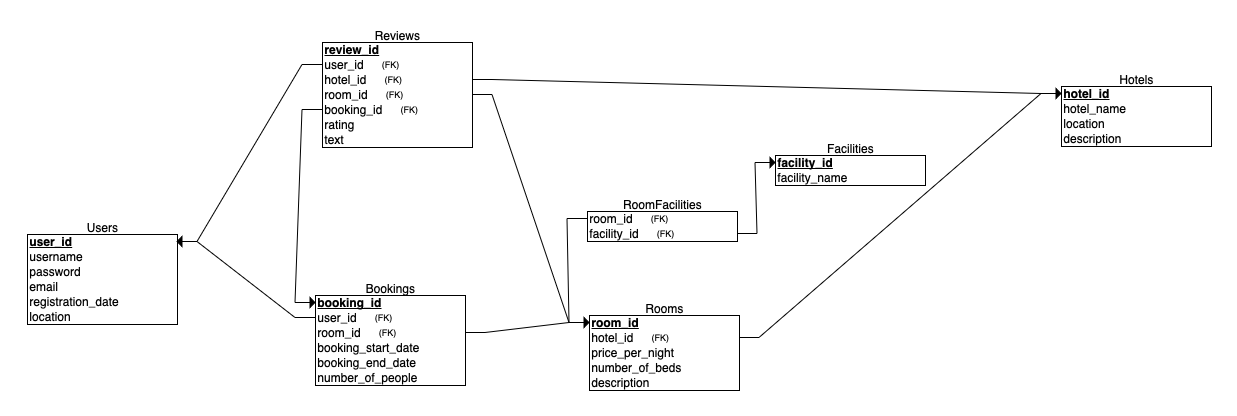 Reviews
review_id
user_id (FK)
hotel_id (FK)
room_id (FK)
booking_id (FK)
rating
text
Hotels
hotel_id
hotel_name
location
description
Facilities
facility_id
facility_name
RoomFacilities
room_id (FK)
facility_id (FK)
Users
user_id
username
password
email
registration_date
location
Bookings
booking_id
user_id (FK)
room_id (FK)
booking_start_date
booking_end_date
number_of_people
Rooms
room_id
hotel_id (FK)
price_per_night
number_of_beds
description